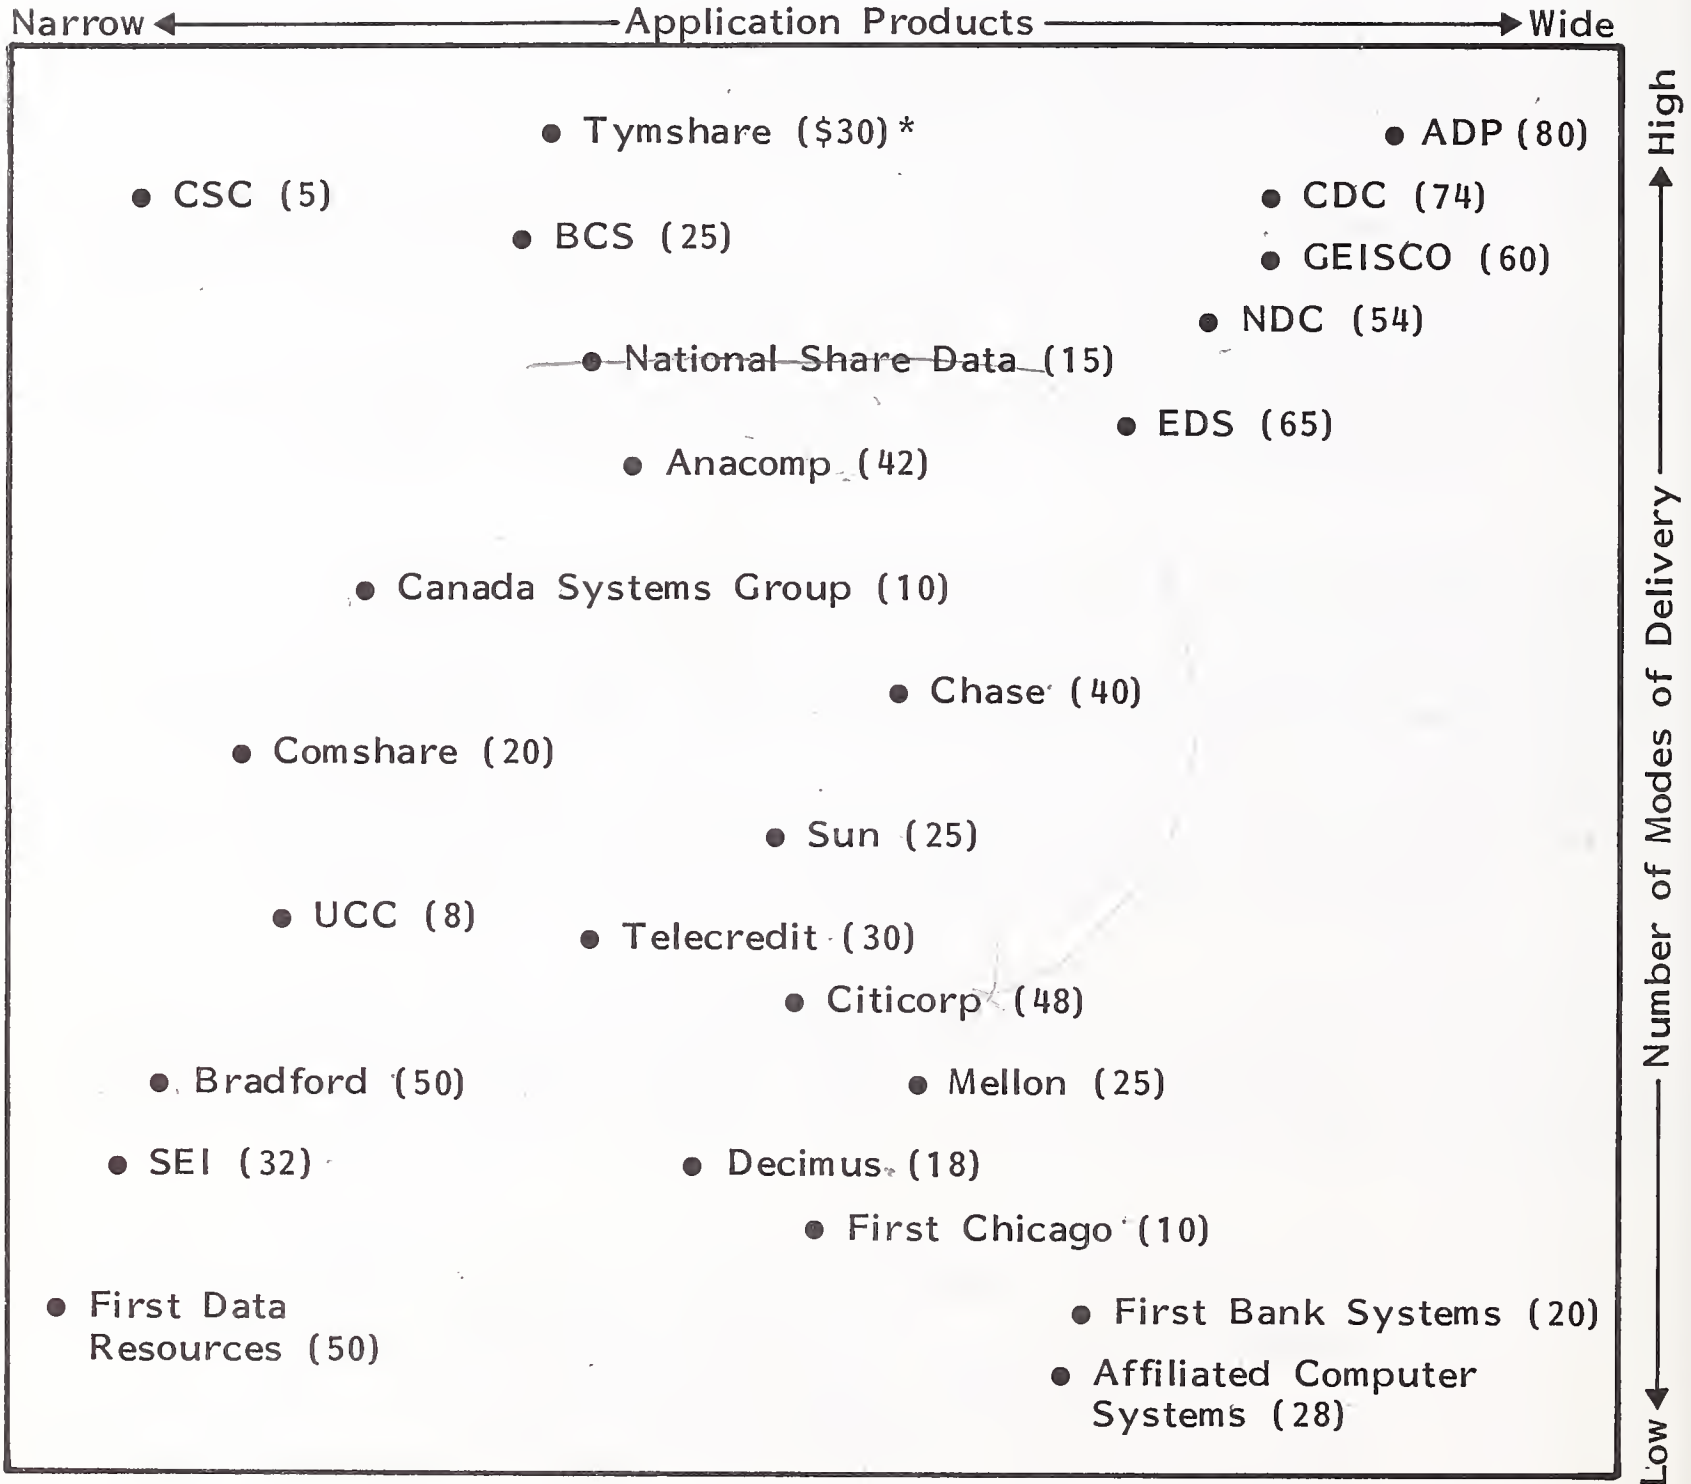 Narrow Application Products Wide
Tymshare ($30)*
ADP (80)
CSC (5)
CDC (74)
BCS (25)
GEISCO (60)
NDC (54)
National Share Data (15)
EDS (65)
Anacomp (42)
Canada Systems Group (10)
Chase (40)
Comshare (20)
Sun (25)
UCC (8)
Telecredit (30)
Citicorp (48)
Bradford (50)
Mellon (25)
SEI (32)
Decimus (18)
First Chicago (10)
First Data
Resources (50)
First Bank Systems (20)
Affiliated Computer
Systems (28)
Low Number of Modes of Delivery High